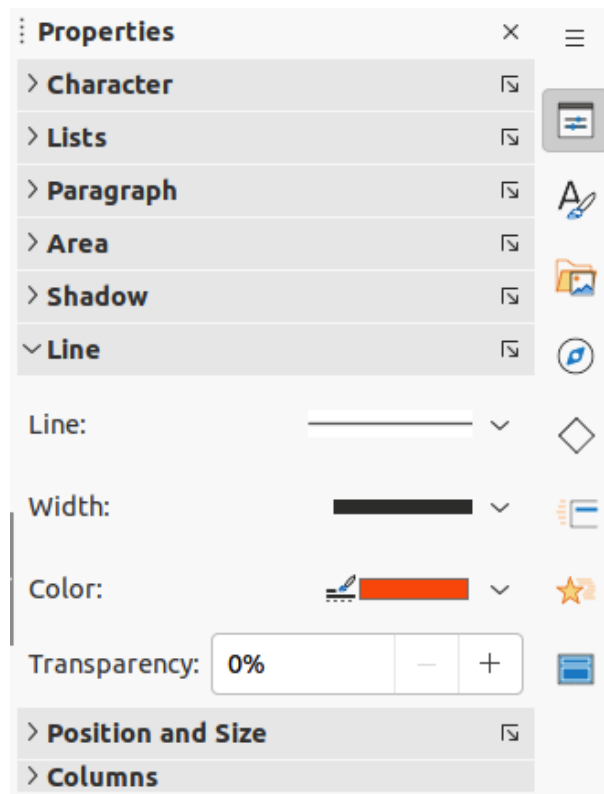 Properties
Character
Lists
Paragraph
Area
Shadow
Line
Line:
Width:
Color:
Transparency: 0%
Position and Size
Columns